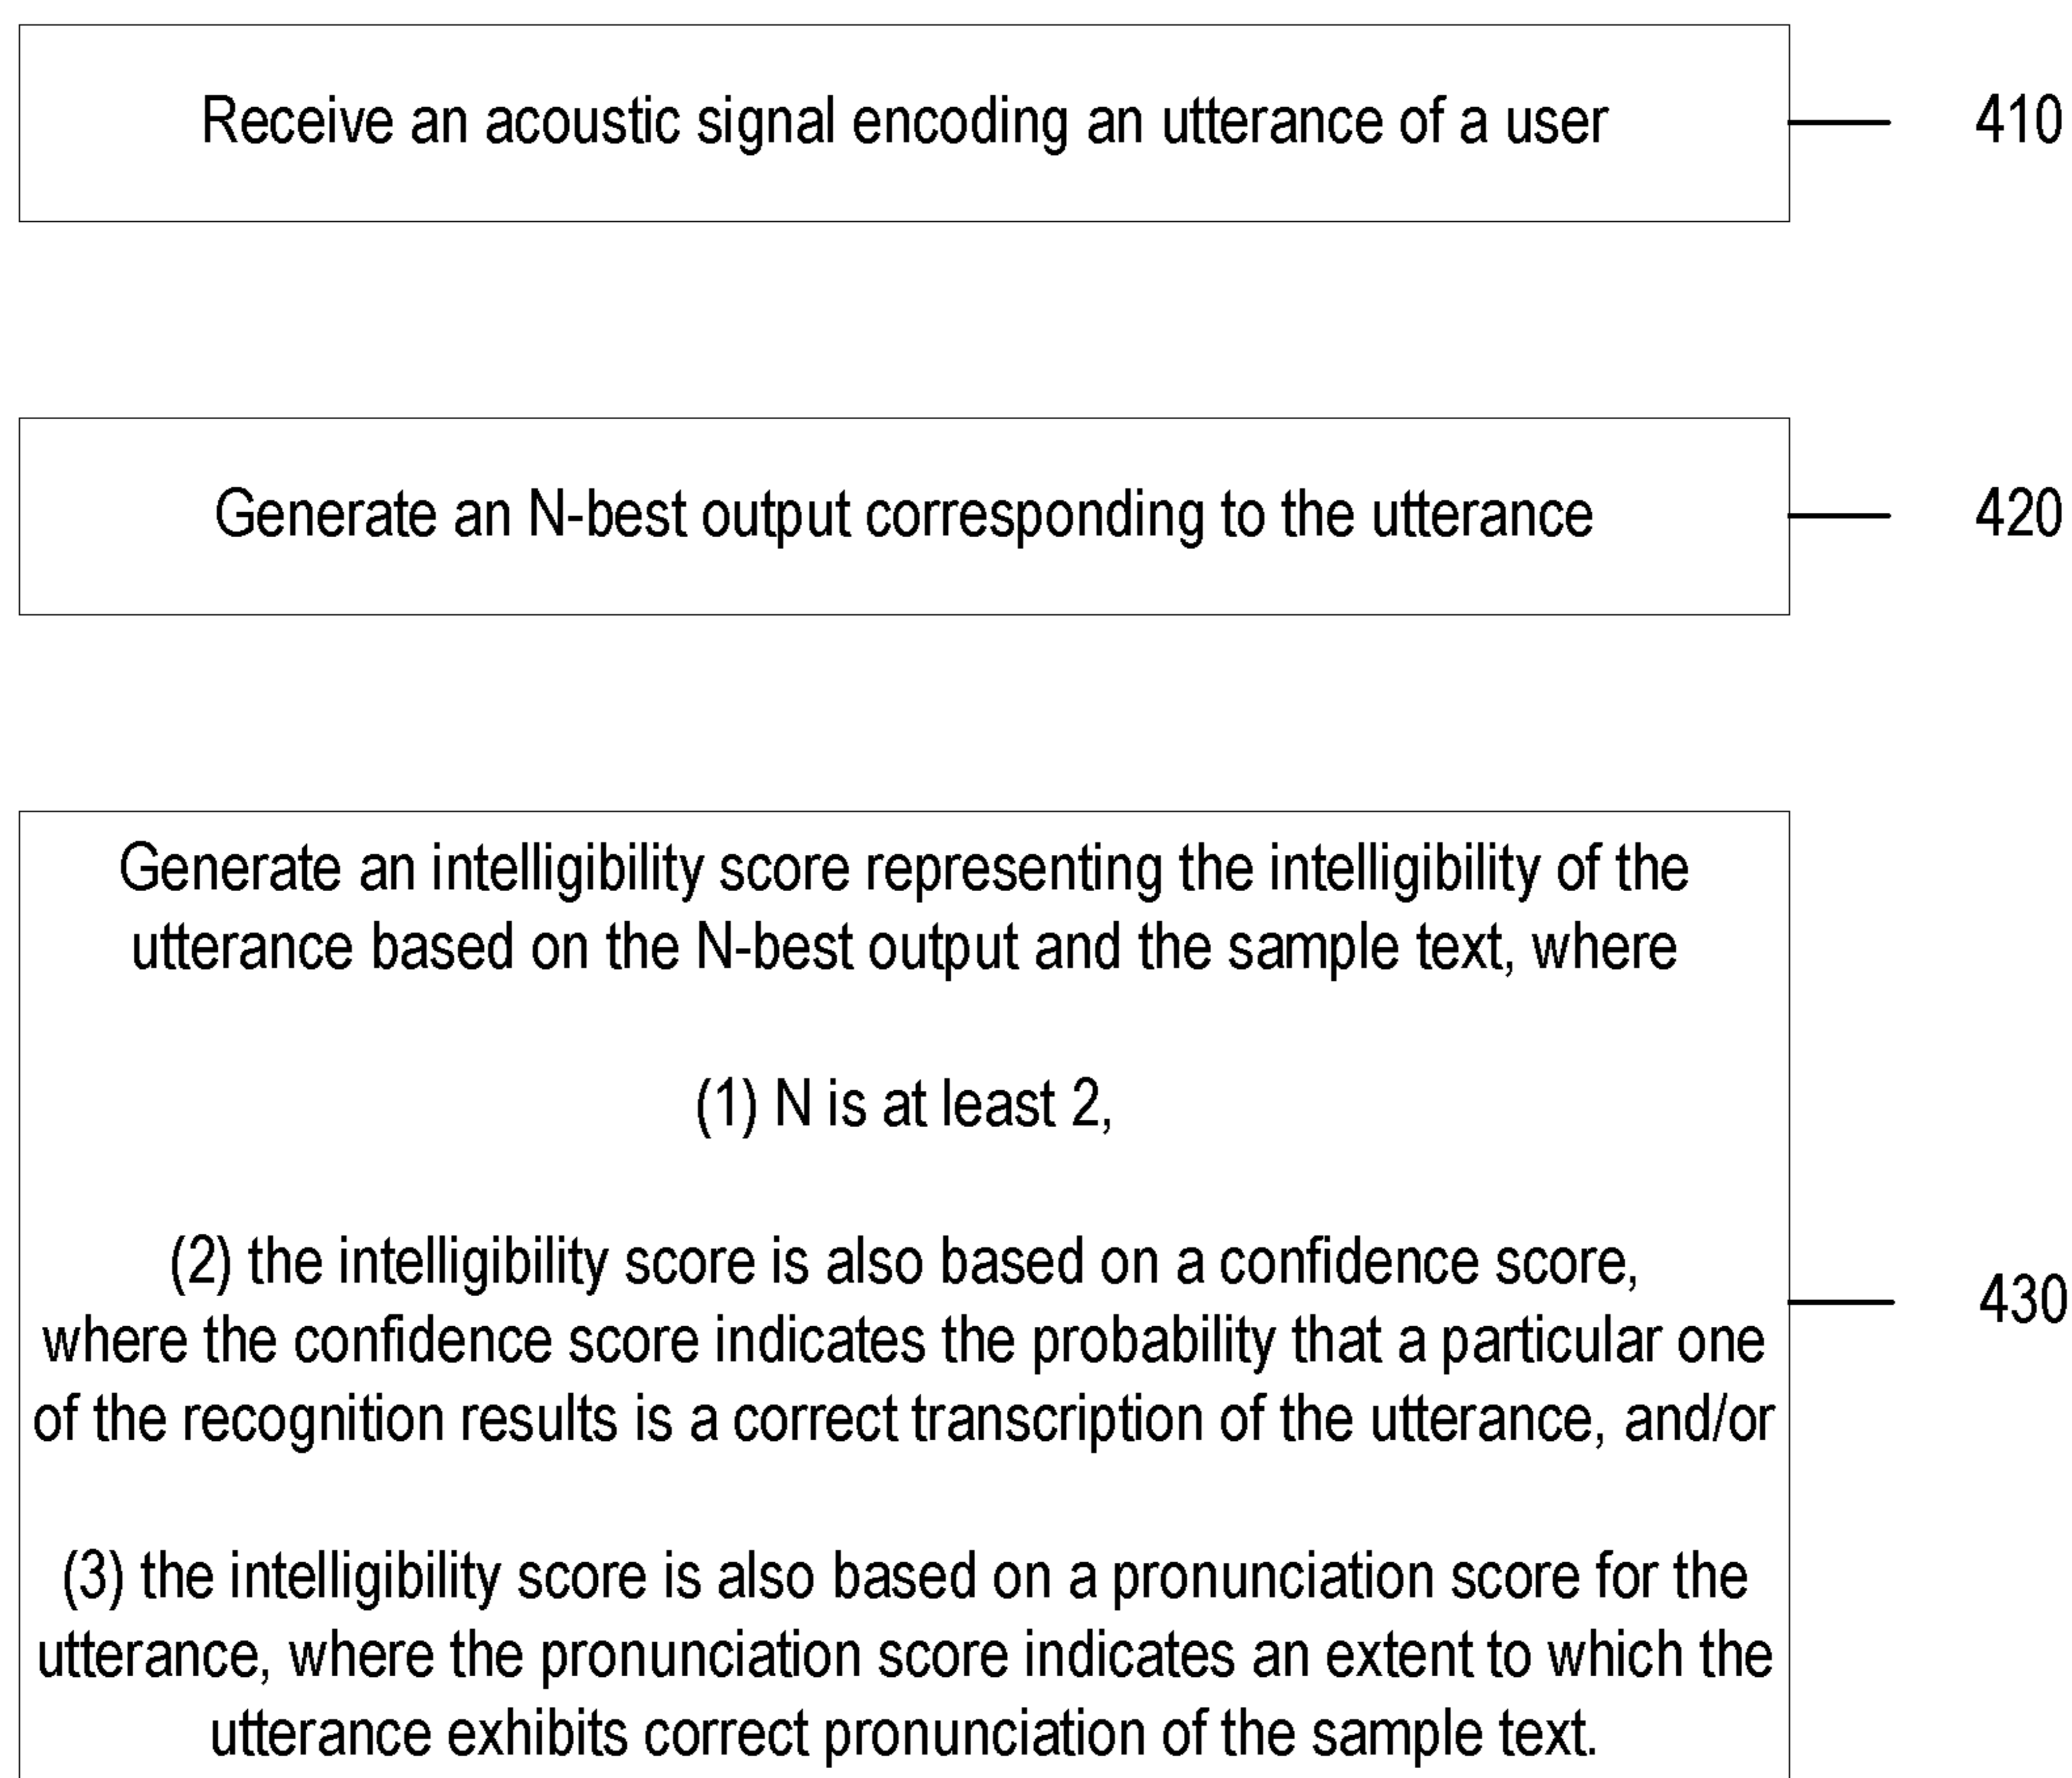 Receive an acoustic signal encoding an utterance of a user
410
Generate an N-best output corresponding to the utterance
420
Generate an intelligibility score representing the intelligibility of the
utterance based on the N-best output and the sample text, where
(1) N is at least 2,
(2) the intelligibility score is also based on a confidence score,
where the confidence score indicates the probability that a particular one
of the recognition results is a correct transcription of the utterance, and/or
(3) the intelligibility score is also based on a pronunciation score for the
utterance, where the pronunciation score indicates an extent to which the
utterance exhibits correct pronunciation of the sample text.
430